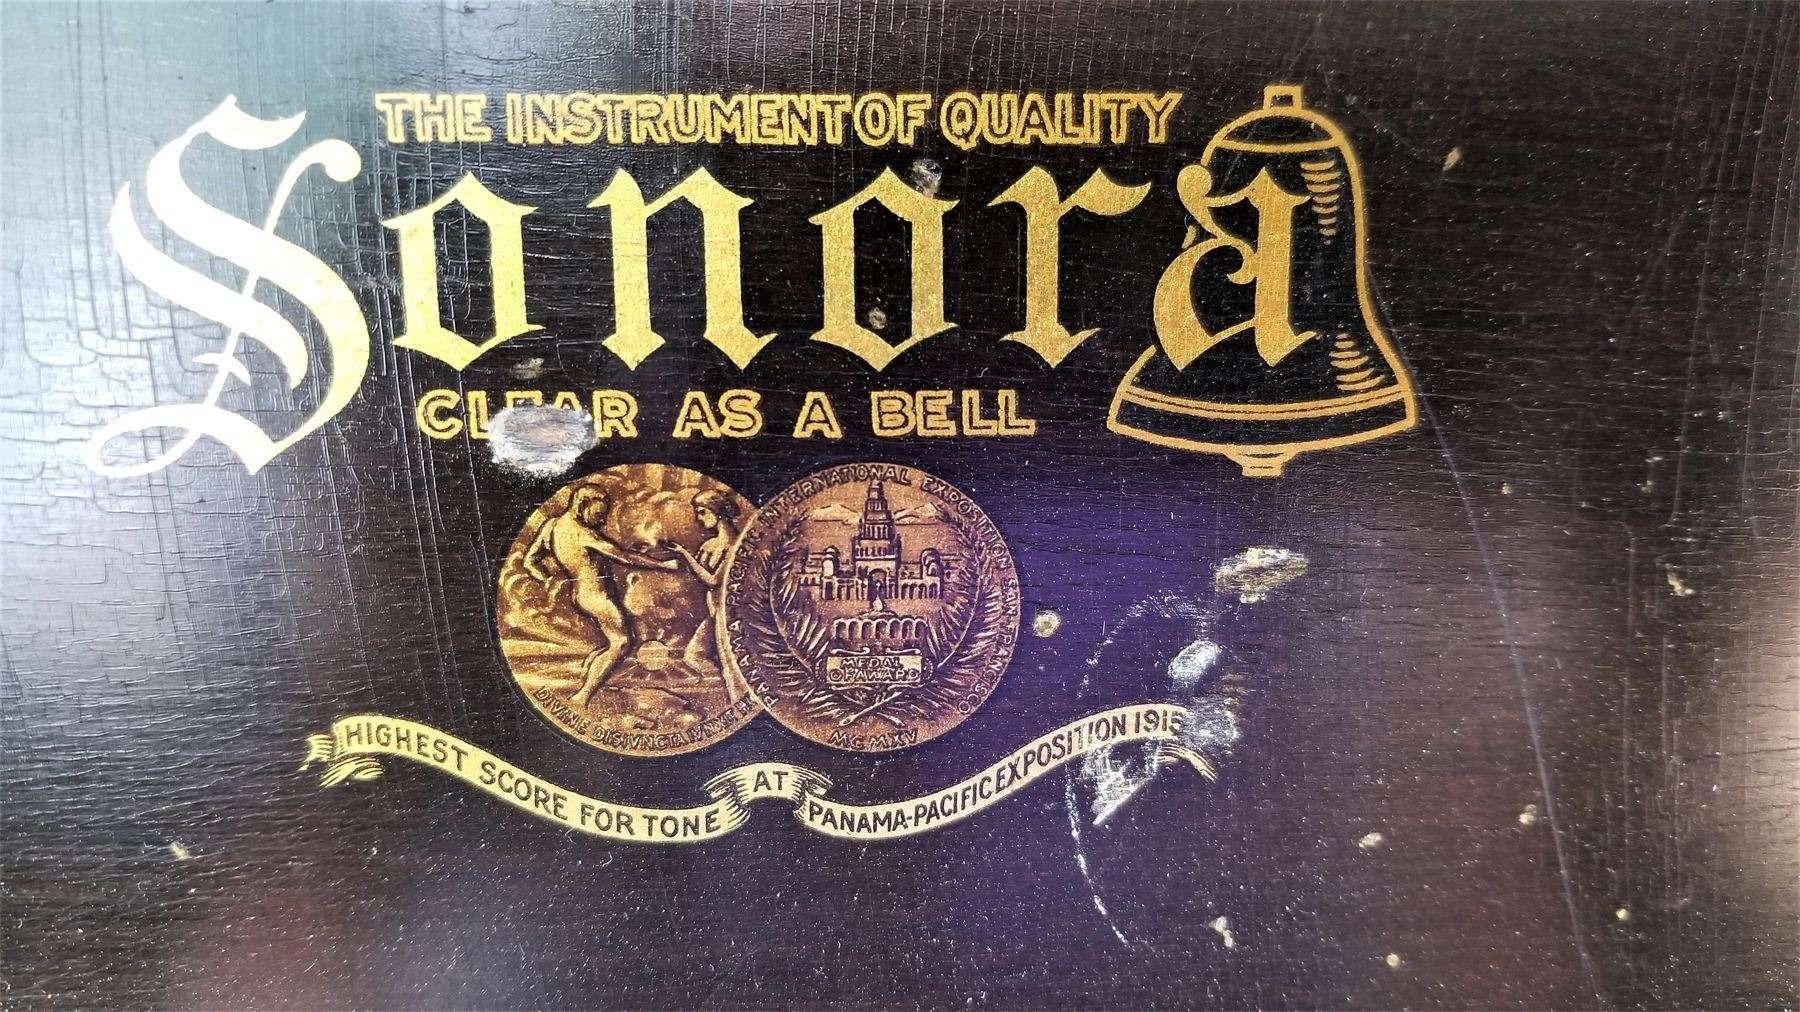 THE INSTRUMENT OF QUALITY
Sonora
CLEAR AS A BELL
PANAMA-PACIFIC INTERNATIONAL EXPOSITION SAN FRANCISCO
MEDAL
OF AWARD
MCMXV
DIVINE DISIVNCTA IVNXIT H
HIGHEST SCORE FOR TONE AT PANAMA-PACIFIC EXPOSITION 1915